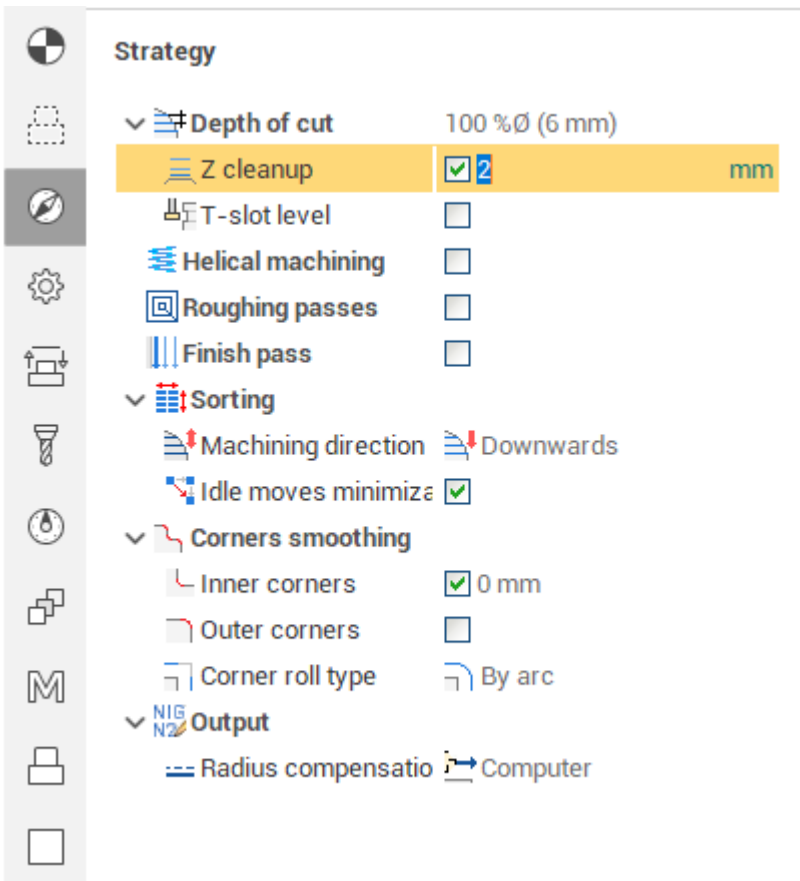 Strategy
Depth of cut 100 %Ø (6 mm)
Z cleanup 2 mm
T-slot level
Helical machining
Roughing passes
Finish pass
Sorting
Machining direction Downwards
Idle moves minimiza
Corners smoothing
Inner corners 0 mm
Outer corners
Corner roll type By arc
Output
Radius compensatio Computer